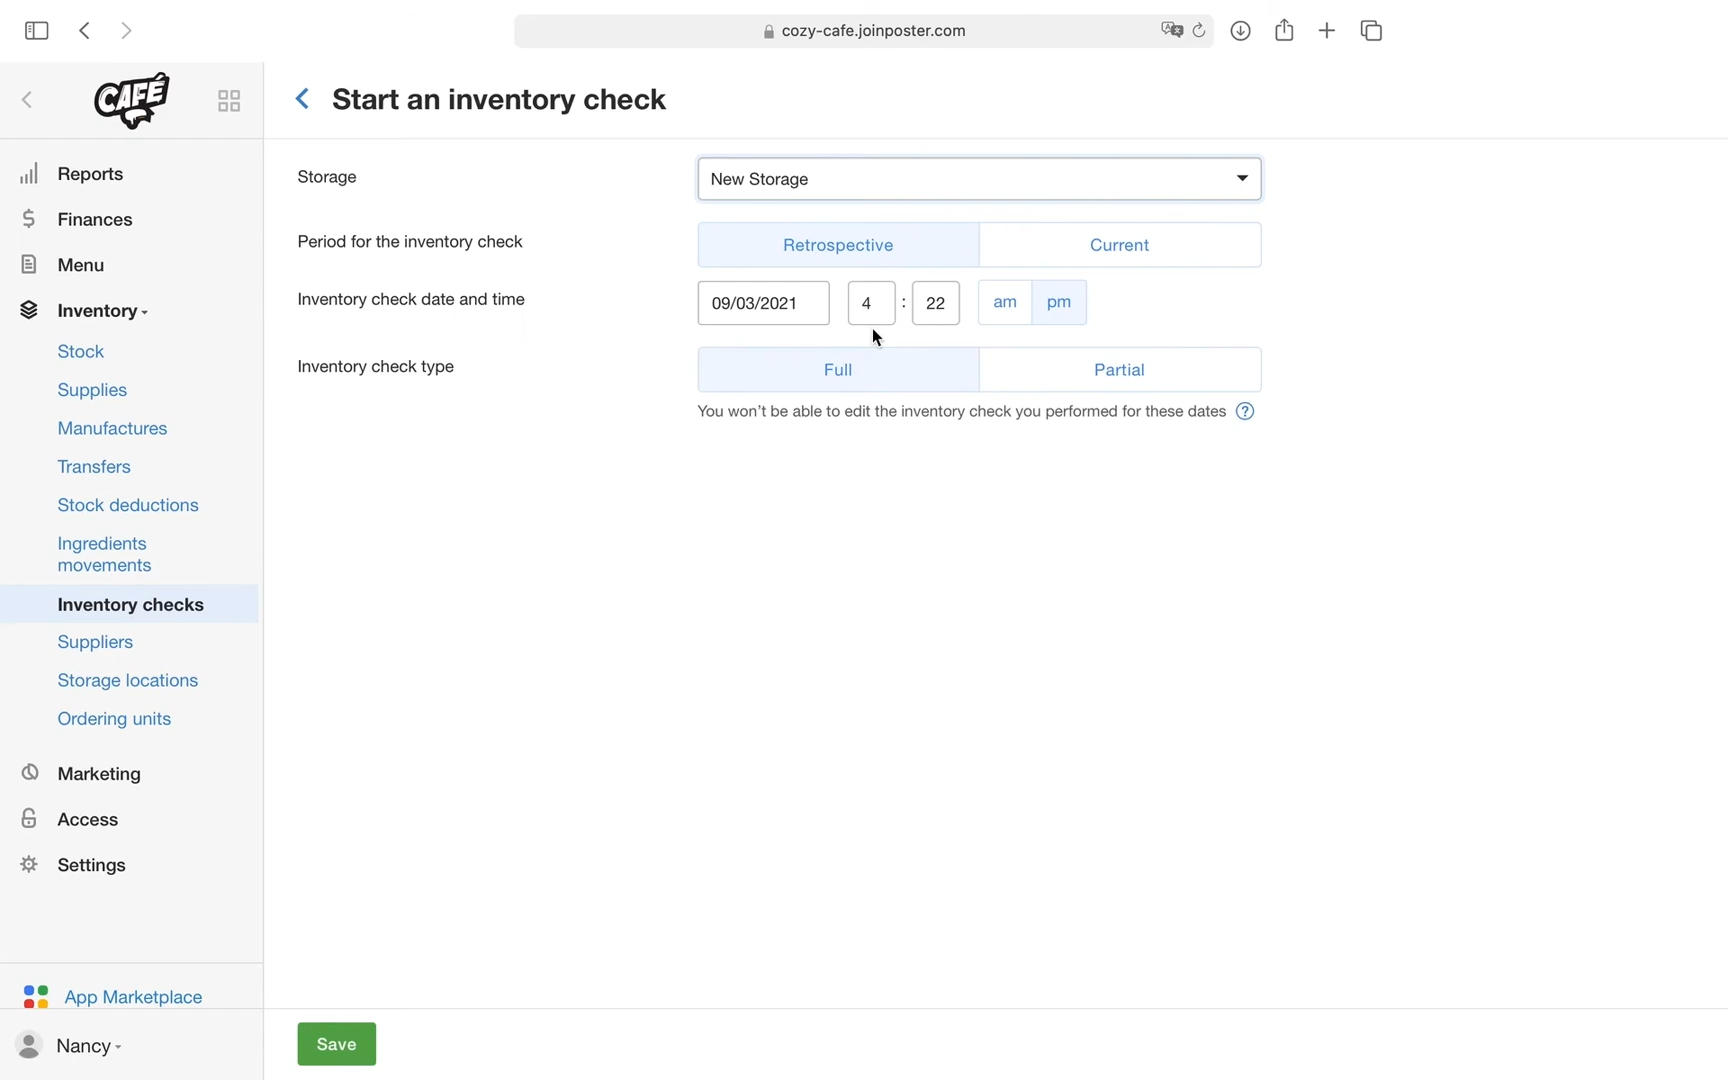 cozy-cafe.joinposter.com
CAFÉ
Start an inventory check
Reports
Finances
Menu
Inventory
Stock
Supplies
Manufactures
Transfers
Stock deductions
Ingredients
movements
Inventory checks
Suppliers
Storage locations
Ordering units
Marketing
Access
Settings
App Marketplace
Nancy
Storage
New Storage
Period for the inventory check
Retrospective Current
Inventory check date and time
09/03/2021 4 : 22 am pm
Inventory check type
Full Partial
You won't be able to edit the inventory check you performed for these dates ?
Save